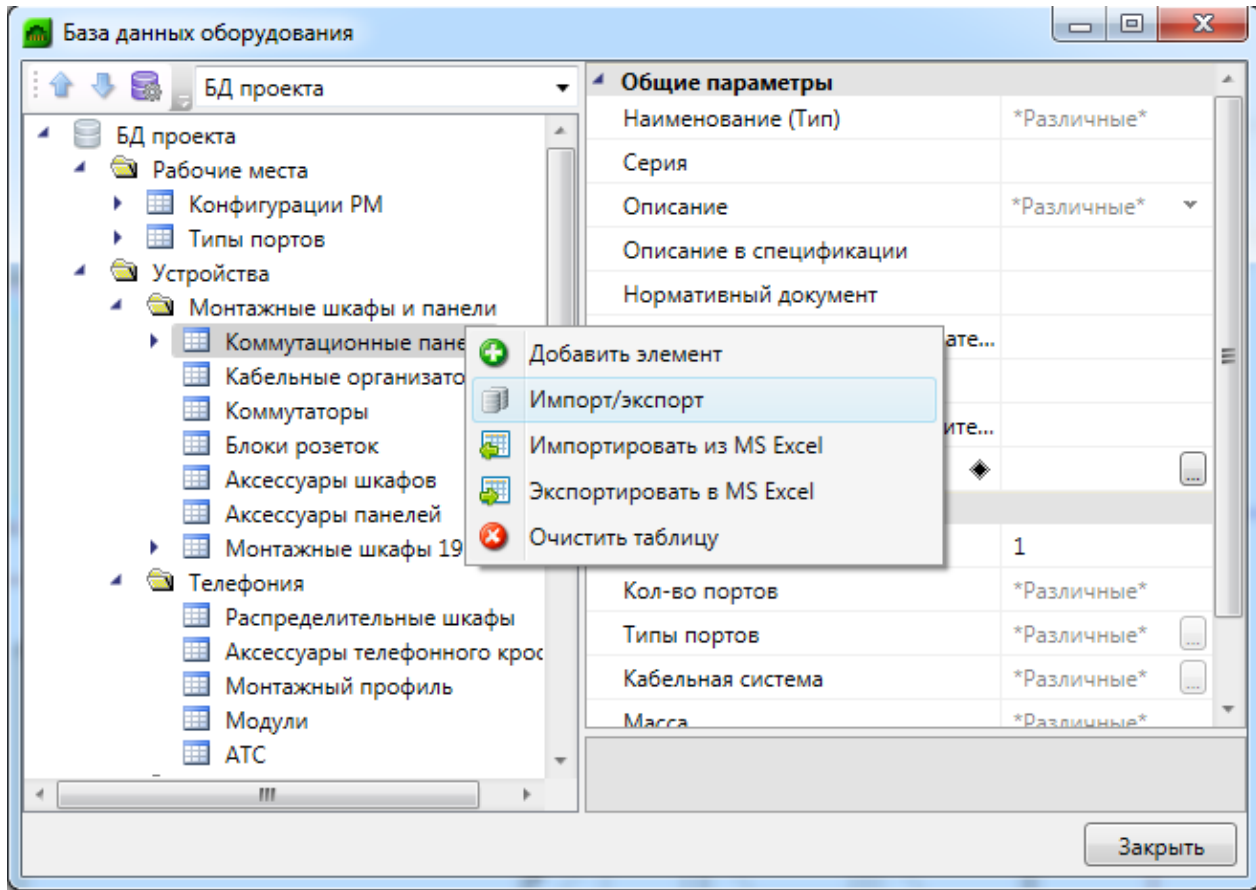 База данных оборудования
БД проекта
БД проекта
Рабочие места
Конфигурации РМ
Типы портов
Устройства
Монтажные шкафы и панели
Коммутационные пане
Кабельные организато
Коммутаторы
Блоки розеток
Аксессуары шкафов
Аксессуары панелей
Монтажные шкафы 19
Телефония
Распределительные шкафы
Аксессуары телефонного крос
Монтажный профиль
Модули
АТС
Добавить элемент
Импорт/экспорт
Импортировать из MS Excel
Экспортировать в MS Excel
Очистить таблицу
Общие параметры
Наименование (Тип) *Различные*
Серия
Описание *Различные*
Описание в спецификации
Нормативный документ
ате...
ите...
...
1
Кол-во портов *Различные*
Типы портов *Различные* ...
Кабельная система *Различные* ...
Масса *Различные*
Закрыть